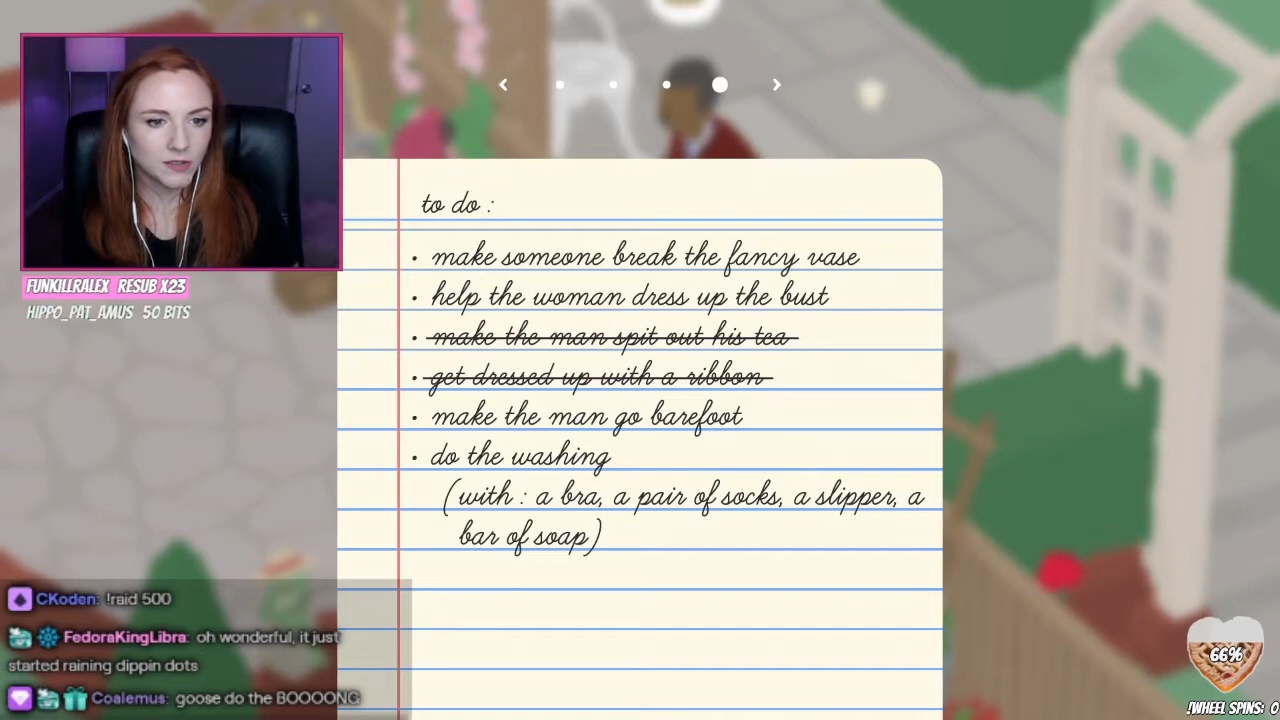 FUNKILLRALEX RESUB X23
HIPPO_PAT_AMUS 50 BITS
to do :
• make someone break the fancy vase
• help the woman dress up the bust
• make the man spit out his tea
• get dressed up with a ribbon
• make the man go barefoot
• do the washing
(with : a bra, a pair of socks, a slipper, a
bar of soap)
CKoden: !raid 500
FedoraKingLibra: oh wonderful, it just
started raining dippin dots
Coalemus: goose do the BOOOONG
66%
!WHEEL SPINS: 0